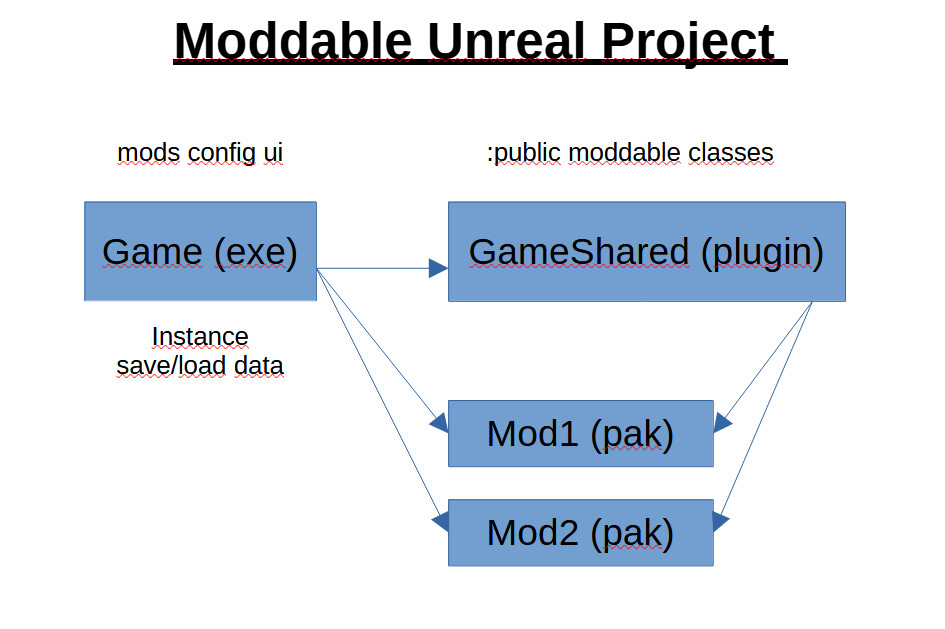 Moddable Unreal Project
mods config ui
:public moddable classes
Game (exe)
GameShared (plugin)
Instance
save/load data
Mod1 (pak)
Mod2 (pak)